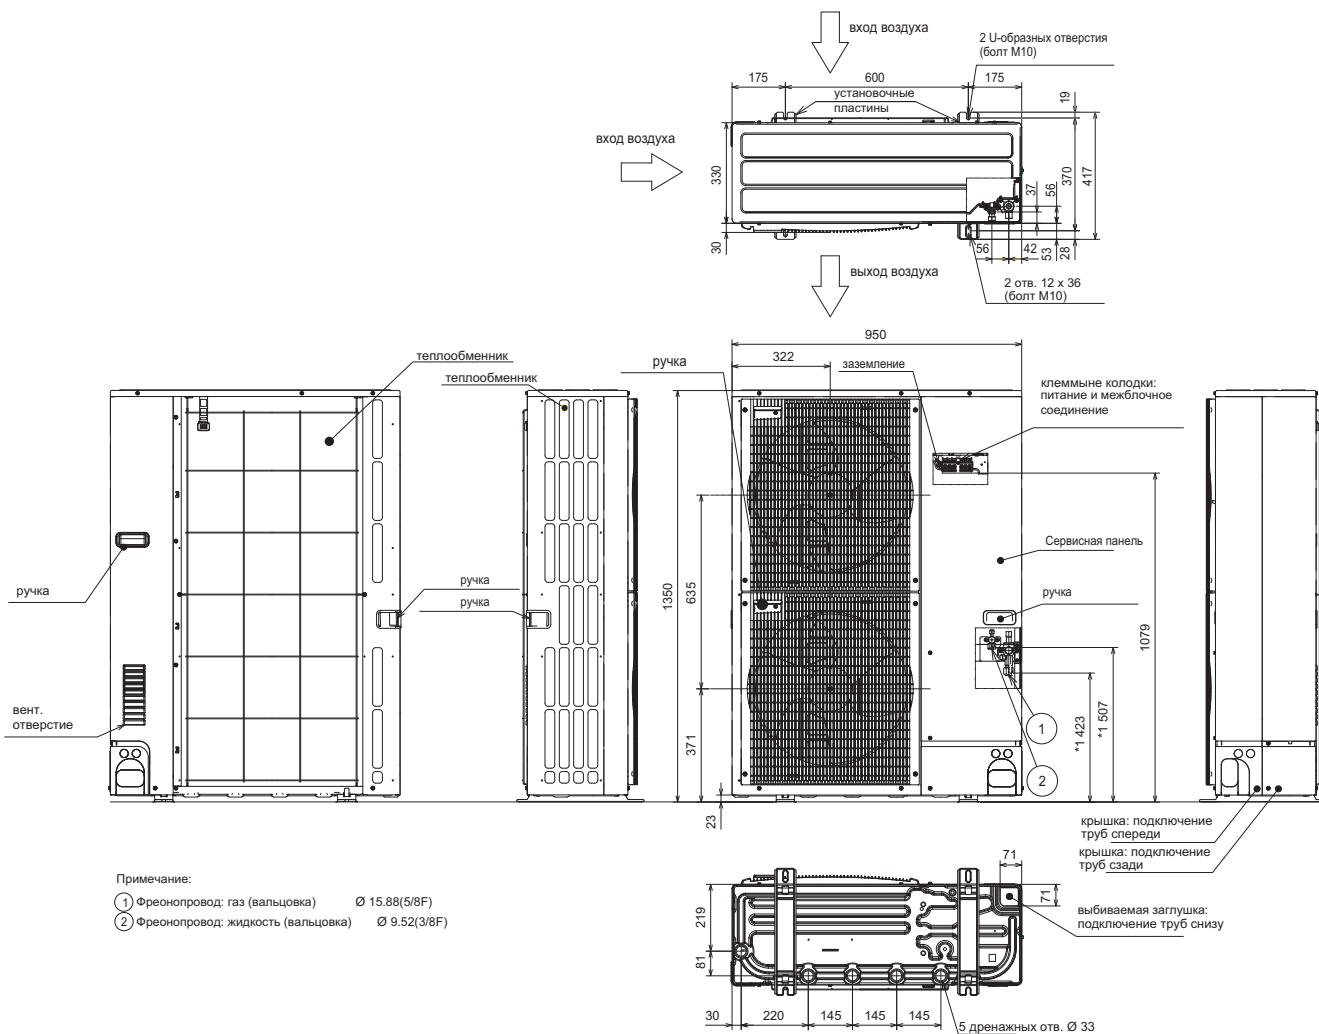 вход воздуха
2 U-образных отверстия
(болт М10)
175
600
175
установочные
пластины
19
вход воздуха
330
37
56
370
417
30
56
42
53
28
выход воздуха
2 отв. 12 x 36
(болт М10)
950
322
ручка
заземление
теплообменник
теплообменник
клеммыне колодки:
питание и межблочное
соединение
Сервисная панель
ручка
ручка
ручка
ручка
1350
635
371
23
1079
*1 423
*1 507
вент.
отверстие
1
2
крышка: подключение
труб спереди
крышка: подключение
труб сзади
71
71
выбиваемая заглушка:
подключение труб снизу
219
81
30
220
145
145
145
5 дренажных отв. Ø 33
Примечание:
1 Фреонопровод: газ (вальцовка) Ø 15.88(5/8F)
2 Фреонопровод: жидкость (вальцовка) Ø 9.52(3/8F)